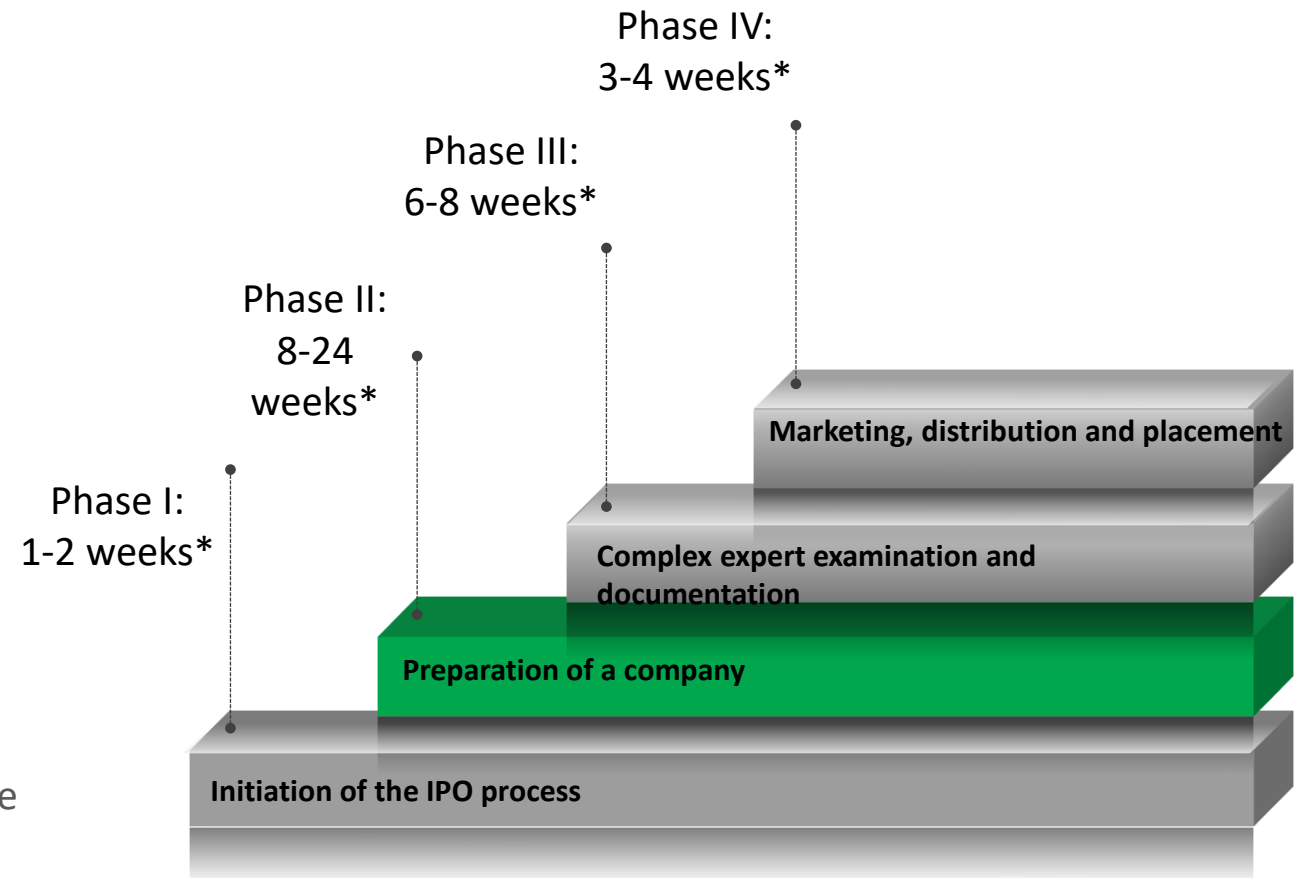 Phase IV:
3-4 weeks*
Phase III:
6-8 weeks*
Phase II:
8-24
weeks*
Phase I:
1-2 weeks*
Marketing, distribution and placement
Complex expert examination and
documentation
Preparation of a company
Initiation of the IPO process
e